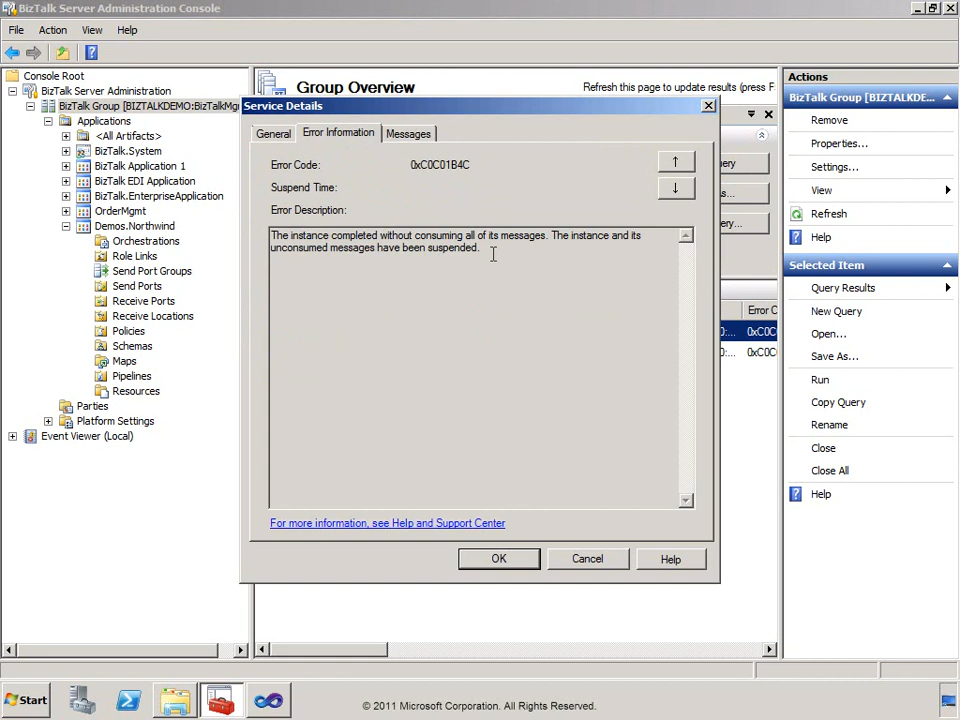 BizTalk Server Administration Console
File Action View Help
Console Root
BizTalk Server Administration
BizTalk Group [BIZTALKDEMO:BizTalkMg
Applications
<All Artifacts>
BizTalk.System
BizTalk Application 1
BizTalk EDI Application
BizTalk.EnterpriseApplication
OrderMgmt
Demos.Northwind
Orchestrations
Role Links
Send Port Groups
Send Ports
Receive Ports
Receive Locations
Policies
Schemas
Maps
Pipelines
Resources
Parties
Platform Settings
Event Viewer (Local)
Group Overview
Refresh this page to update results (press F
Service Details
General Error Information Messages
Error Code: 0xC0C01B4C
Suspend Time:
Error Description:
The instance completed without consuming all of its messages. The instance and its
unconsumed messages have been suspended.
For more information, see Help and Support Center
OK Cancel Help
ery
s...
ery...
Error C
0:... 0xC0C
0:... 0xC0C
Actions
BizTalk Group [BIZTALKDE...
Remove
Properties...
Settings...
View
Refresh
Help
Selected Item
Query Results
New Query
Open...
Save As...
Run
Copy Query
Rename
Close
Close All
Help
Start
© 2011 Microsoft Corporation. All Rights Reserved.